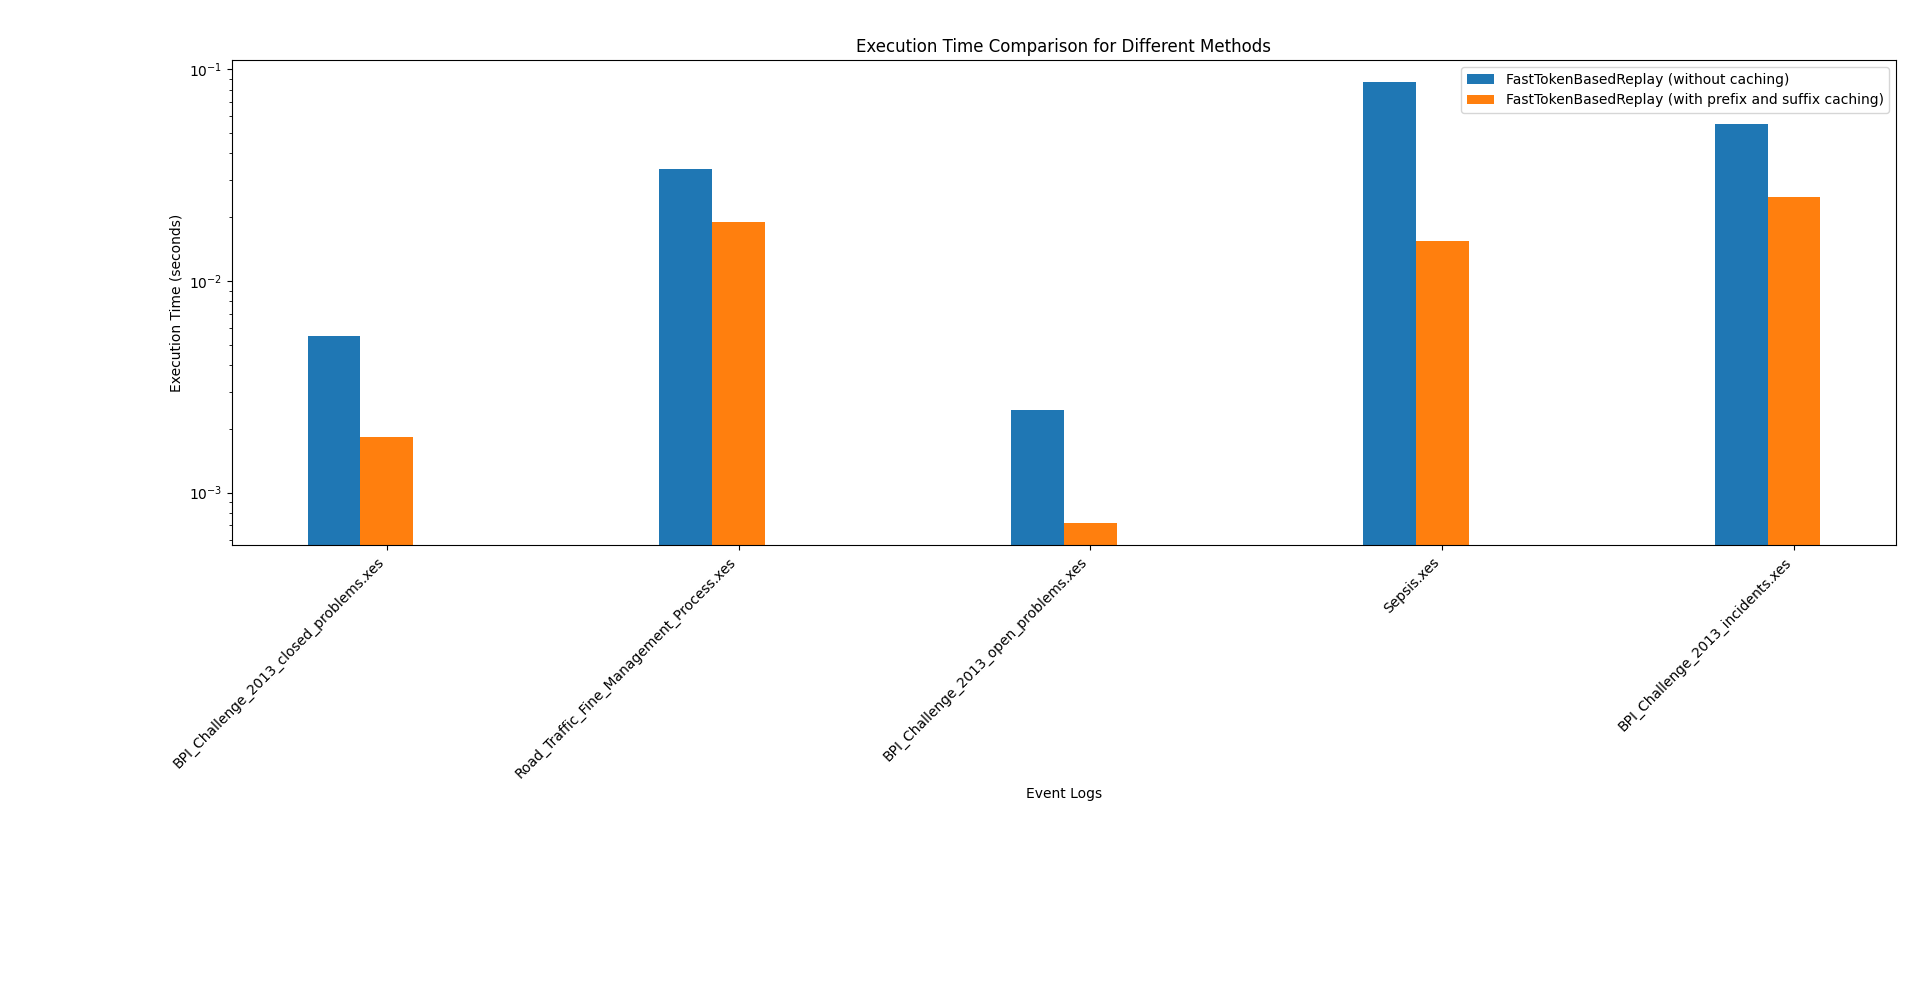 Execution Time Comparison for Different Methods
FastTokenBasedReplay (without caching)
FastTokenBasedReplay (with prefix and suffix caching)
Execution Time (seconds)
10⁻¹
10⁻²
10⁻³
BPI_Challenge_2013_closed_problems.xes
Road_Traffic_Fine_Management_Process.xes
BPI_Challenge_2013_open_problems.xes
Sepsis.xes
BPI_Challenge_2013_incidents.xes
Event Logs